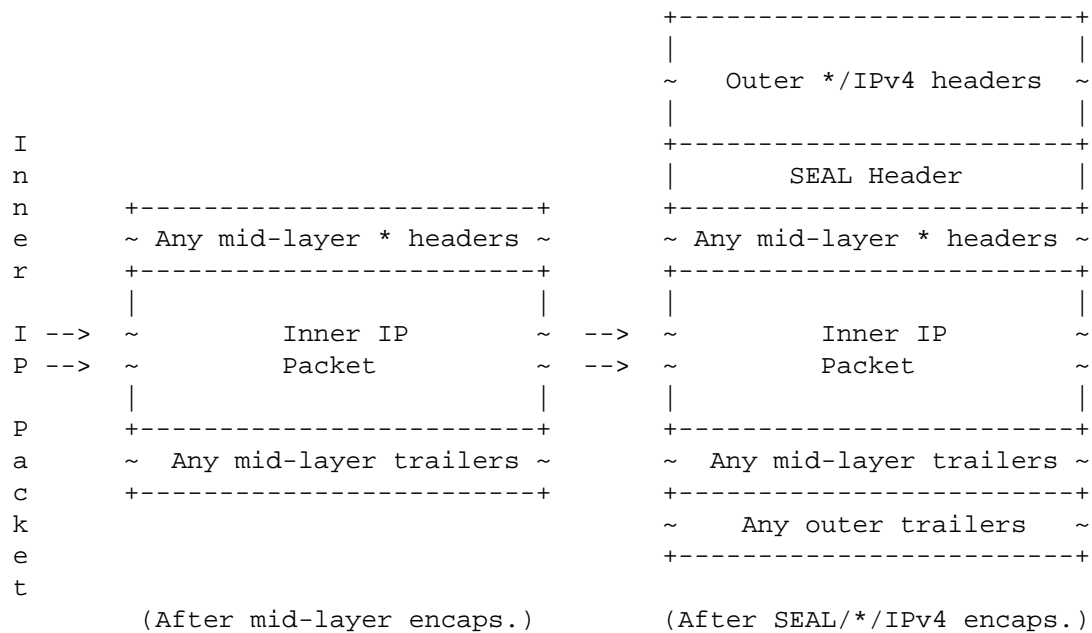 +-------------------------+
| |
~ Outer */IPv4 headers ~
| |
I +-------------------------+
n | SEAL Header |
n +-------------------------+ +-------------------------+
e ~ Any mid-layer * headers ~ ~ Any mid-layer * headers ~
r +-------------------------+ +-------------------------+
| | | |
I --> ~ Inner IP ~ --> ~ Inner IP ~
P --> ~ Packet ~ --> ~ Packet ~
| | | |
P +-------------------------+ +-------------------------+
a ~ Any mid-layer trailers ~ ~ Any mid-layer trailers ~
c +-------------------------+ +-------------------------+
k ~ Any outer trailers ~
e +-------------------------+
t
(After mid-layer encaps.) (After SEAL/*/IPv4 encaps.)